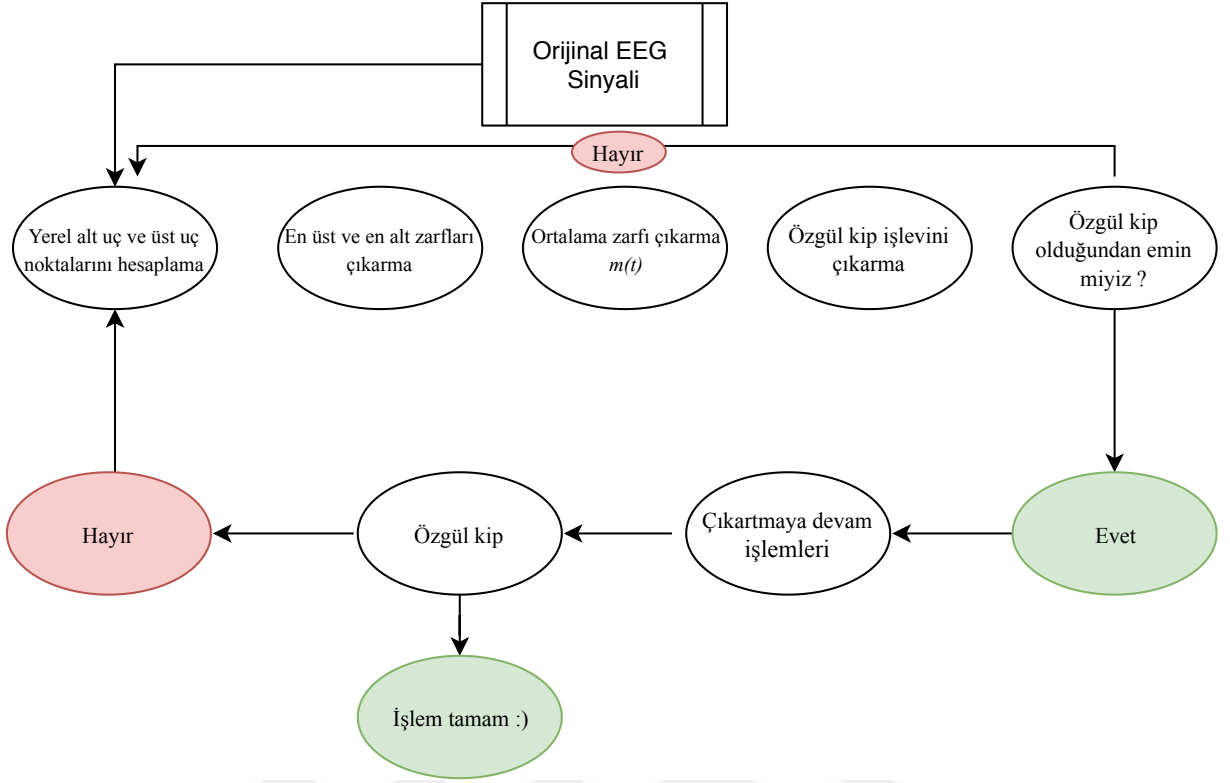 Orijinal EEG
Sinyali
Hayır
Yerel alt uç ve üst uç
noktalarını hesaplama
En üst ve en alt zarfları
çıkarma
Ortalama zarfı çıkarma
m(t)
Özgül kip işlevini
çıkarma
Özgül kip
olduğundan emin
miyiz ?
Hayır
Özgül kip
Çıkartmaya devam
işlemleri
Evet
İşlem tamam :)